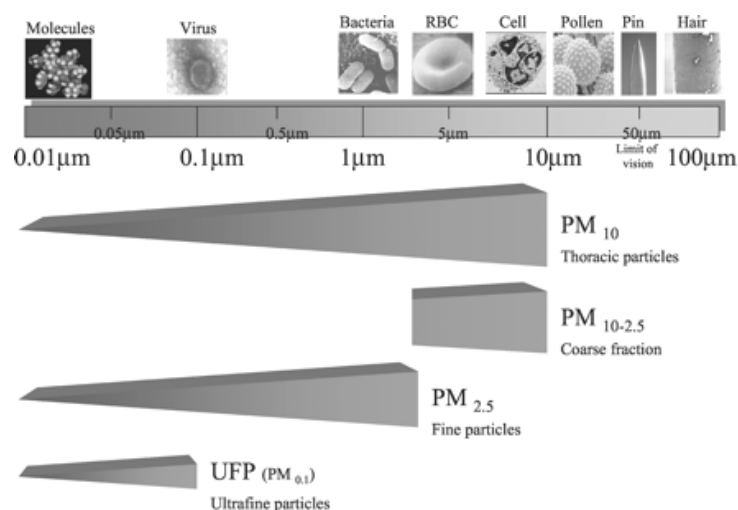 Molecules Virus Bacteria RBC Cell Pollen Pin Hair
0.05μm 0.5μm 5μm 50μm
0.01μm 0.1μm 1μm 10μm Limit of vision 100μm
PM 10
Thoracic particles
PM 10-2.5
Coarse fraction
PM 2.5
Fine particles
UFP (PM 0.1)
Ultrafine particles